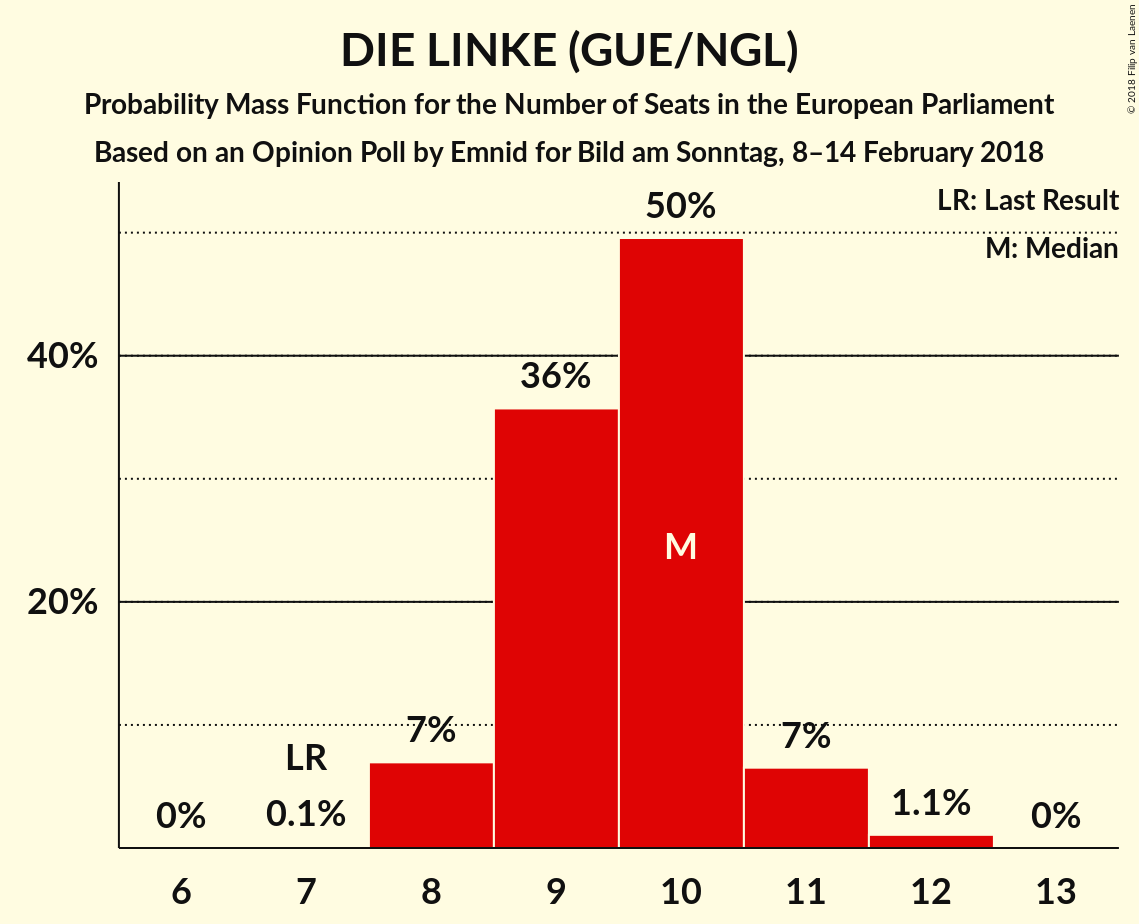 DIE LINKE (GUE/NGL)
Probability Mass Function for the Number of Seats in the European Parliament
Based on an Opinion Poll by Emnid for Bild am Sonntag, 8–14 February 2018
© 2018 Filip van Laenen
LR: Last Result
M: Median
50%
40%
36%
M
20%
7%
7%
LR
0%
0.1%
1.1%
0%
6 7 8 9 10 11 12 13